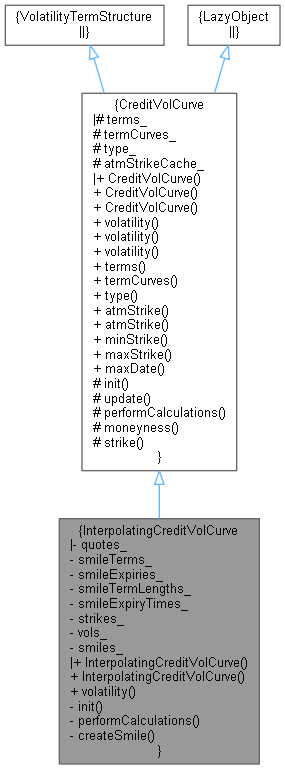 {VolatilityTermStructure
||}
{LazyObject
||}
{CreditVolCurve
|# terms_
# termCurves_
# type_
# atmStrikeCache_
|+ CreditVolCurve()
+ CreditVolCurve()
+ CreditVolCurve()
+ volatility()
+ volatility()
+ volatility()
+ terms()
+ termCurves()
+ type()
+ atmStrike()
+ atmStrike()
+ minStrike()
+ maxStrike()
+ maxDate()
# init()
# update()
# performCalculations()
# moneyness()
# strike()
}
{InterpolatingCreditVolCurve
|- quotes_
- smileTerms_
- smileExpiries_
- smileTermLengths_
- smileExpiryTimes_
- strikes_
- vols_
- smiles_
|+ InterpolatingCreditVolCurve()
+ InterpolatingCreditVolCurve()
+ volatility()
- init()
- performCalculations()
- createSmile()
}